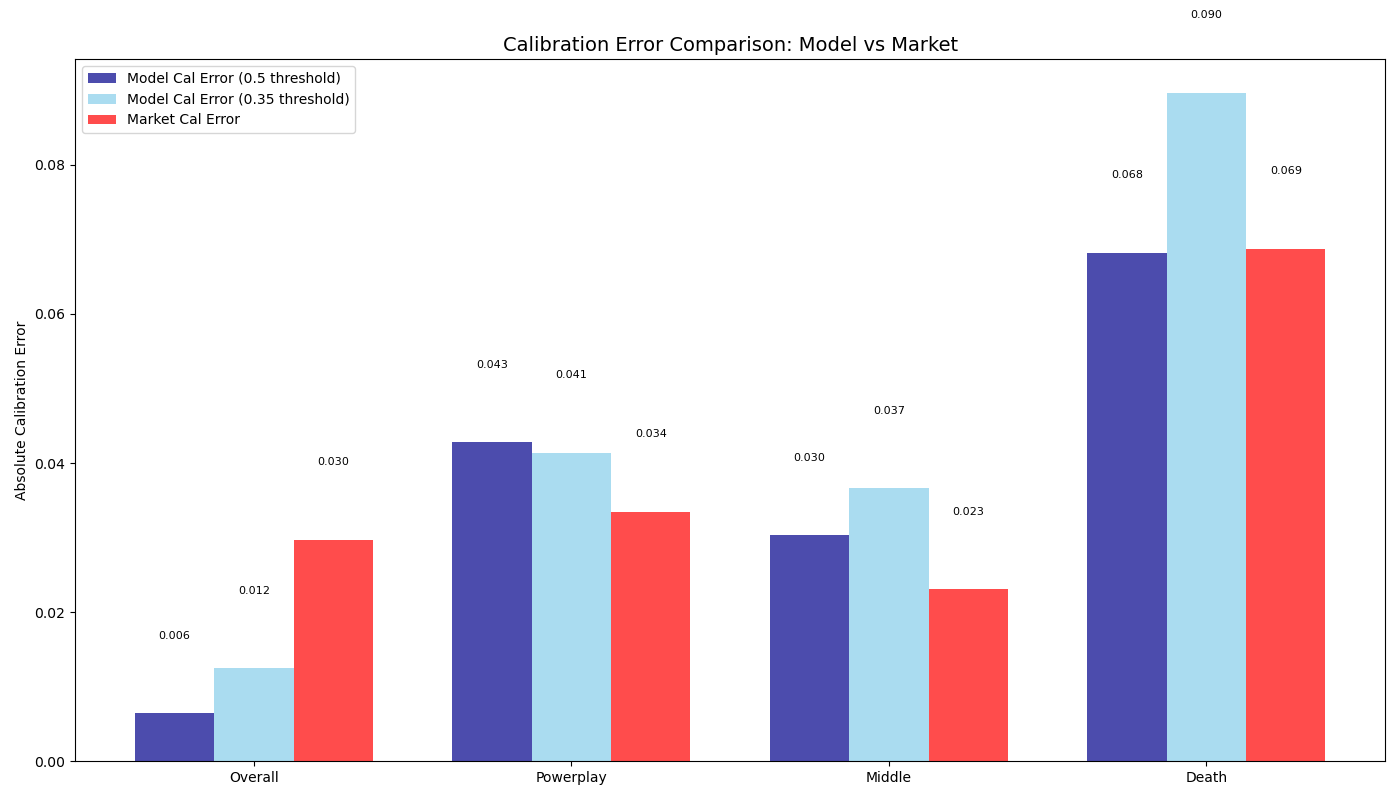 0.090
Calibration Error Comparison: Model vs Market
Model Cal Error (0.5 threshold)
Model Cal Error (0.35 threshold)
Market Cal Error
Absolute Calibration Error
0.08
0.06
0.04
0.02
0.00
0.006
0.012
0.030
0.043
0.041
0.034
0.030
0.037
0.023
0.068
0.069
Overall
Powerplay
Middle
Death